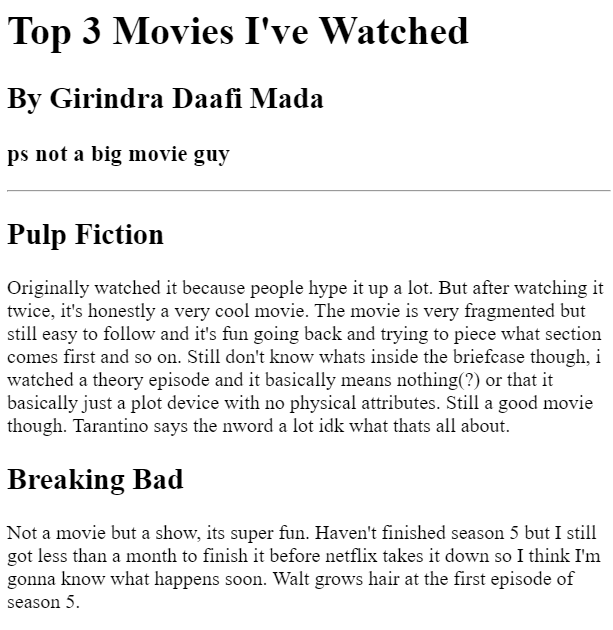 Top 3 Movies I've Watched
By Girindra Daafi Mada
ps not a big movie guy
Pulp Fiction
Originally watched it because people hype it up a lot. But after watching it
twice, it's honestly a very cool movie. The movie is very fragmented but
still easy to follow and it's fun going back and trying to piece what section
comes first and so on. Still don't know whats inside the briefcase though, i
watched a theory episode and it basically means nothing(?) or that it
basically just a plot device with no physical attributes. Still a good movie
though. Tarantino says the nword a lot idk what thats all about.
Breaking Bad
Not a movie but a show, its super fun. Haven't finished season 5 but I still
got less than a month to finish it before netflix takes it down so I think I'm
gonna know what happens soon. Walt grows hair at the first episode of
season 5.